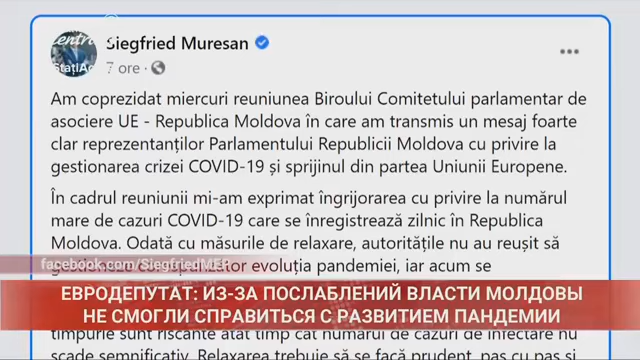 Siegfried Muresan
7 ore
Am coprezidat miercuri reuniunea Biroului Comitetului parlamentar de
asociere UE - Republica Moldova în care am transmis un mesaj foarte
clar reprezentanților Parlamentului Republicii Moldova cu privire la
gestionarea crizei COVID-19 și sprijinul din partea Uniunii Europene.
În cadrul reuniunii mi-am exprimat îngrijorarea cu privire la numărul
mare de cazuri COVID-19 care se înregistrează zilnic în Republica
Moldova. Odată cu măsurile de relaxare, autoritățile nu au reușit să
facebook.com/SiegfriedMEP
evoluția pandemiei, iar acum se
ЕВРОДЕПУТАТ: ИЗ-ЗА ПОСЛАБЛЕНИЙ ВЛАСТИ МОЛДОВЫ
НЕ СМОГЛИ СПРАВИТЬСЯ С РАЗВИТИЕМ ПАНДЕМИИ
timpurie sunt riscante atât timp cât numărul de cazuri de infectare nu
scade semnificativ. Relaxarea trebuie să se facă prudent, pas cu pas și